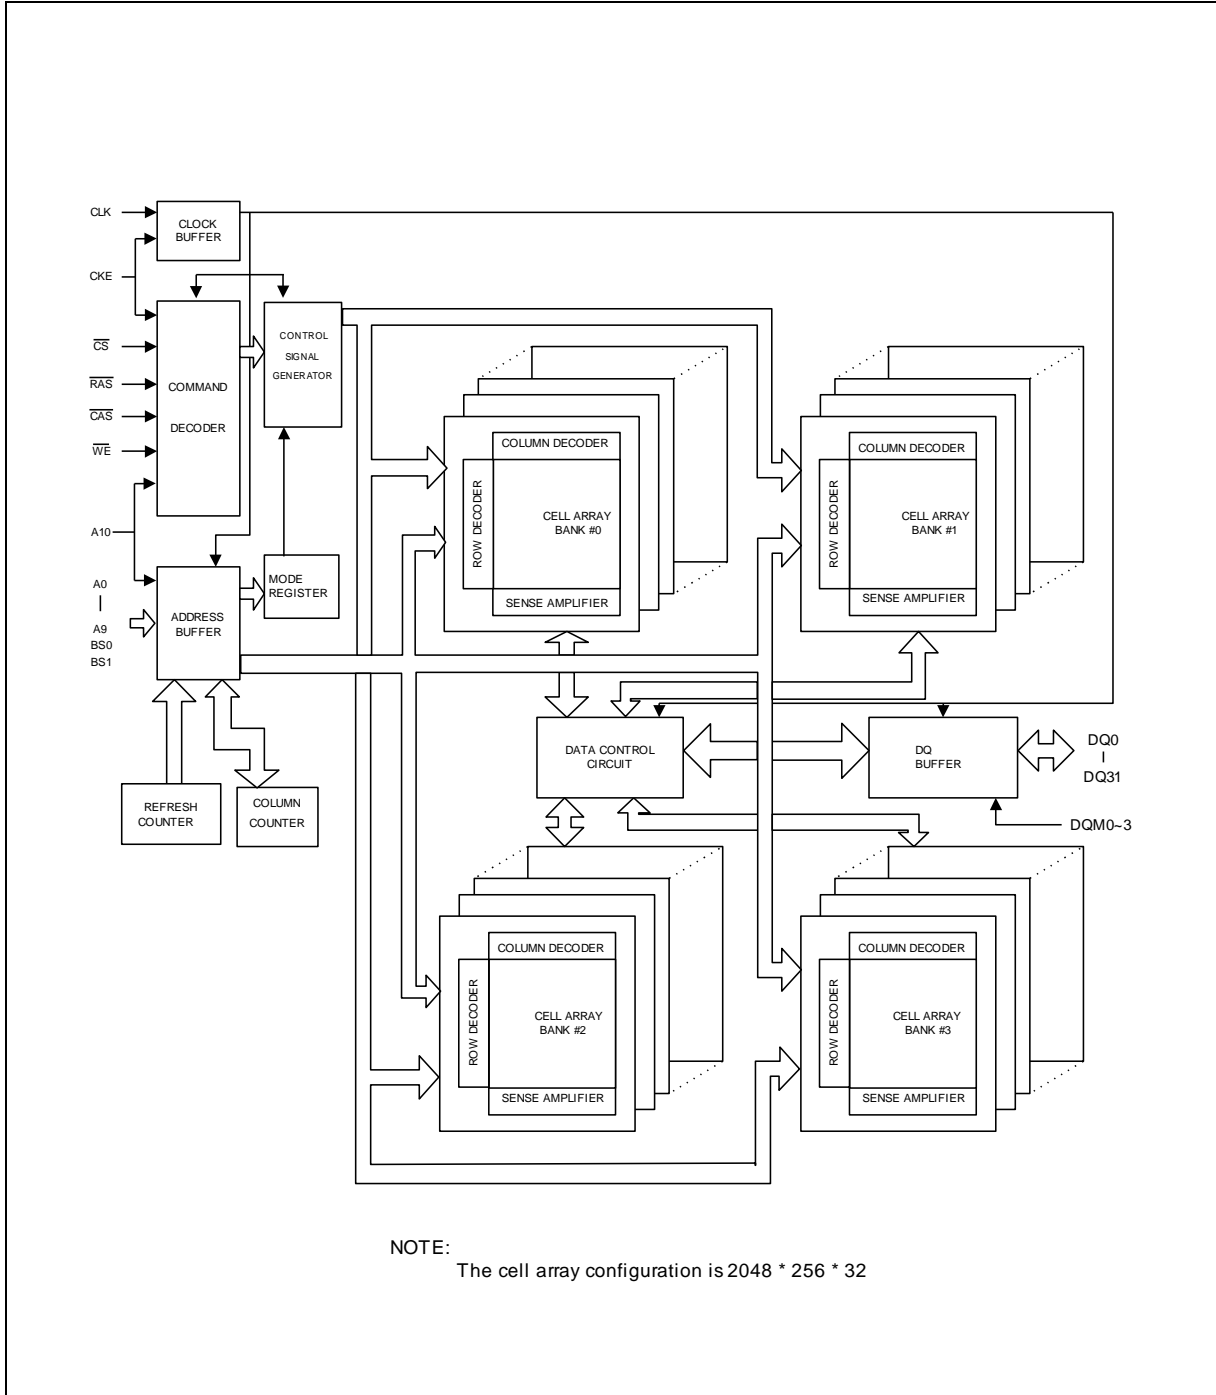 CLK
CLOCK
BUFFER
CKE
CS
RAS
CAS
WE
A10
COMMAND
DECODER
CONTROL
SIGNAL
GENERATOR
A0
A9
BS0
BS1
ADDRESS
BUFFER
MODE
REGISTER
REFRESH
COUNTER
COLUMN
COUNTER
COLUMN DECODER
ROW DECODER
CELL ARRAY
BANK #0
SENSE AMPLIFIER
COLUMN DECODER
ROW DECODER
CELL ARRAY
BANK #1
SENSE AMPLIFIER
DATA CONTROL
CIRCUIT
DQ
BUFFER
DQ0
DQ31
DQM0~3
COLUMN DECODER
ROW DECODER
CELL ARRAY
BANK #2
SENSE AMPLIFIER
COLUMN DECODER
ROW DECODER
CELL ARRAY
BANK #3
SENSE AMPLIFIER
NOTE:
The cell array configuration is 2048 * 256 * 32